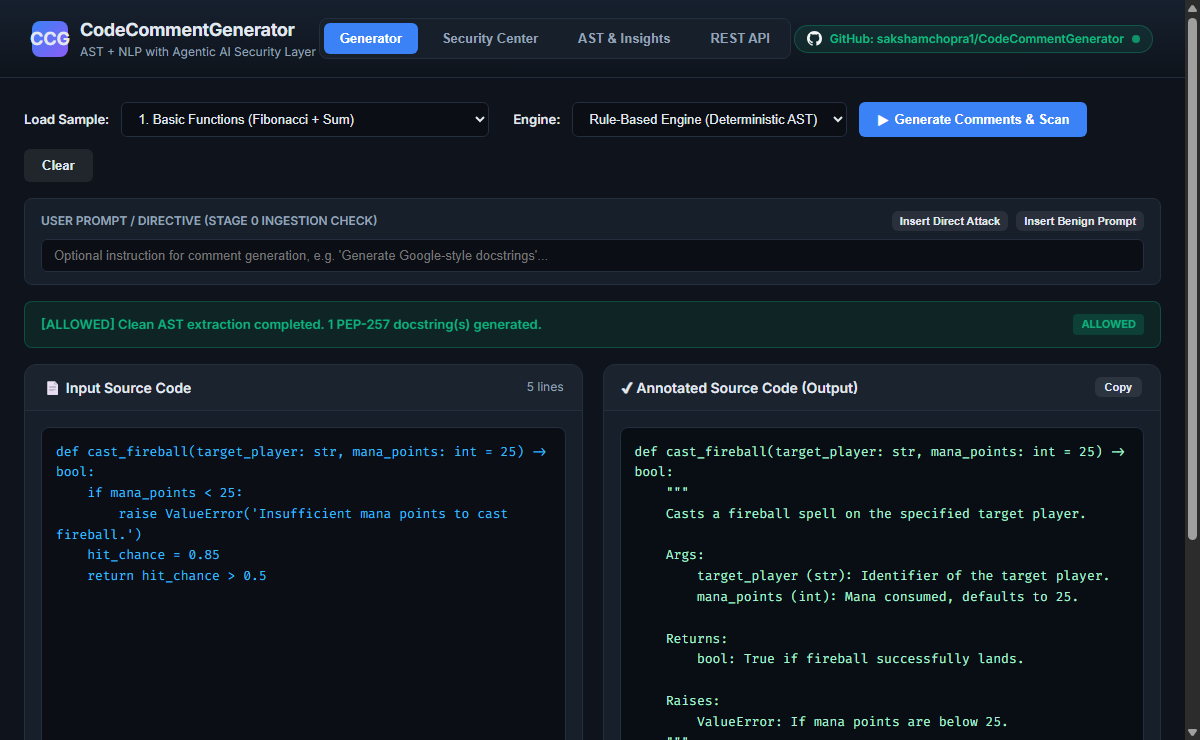 CCG
CodeCommentGenerator
AST + NLP with Agentic AI Security Layer
Generator
Security Center
AST & Insights
REST API
GitHub: sakshamchopra1/CodeCommentGenerator
Load Sample:
1. Basic Functions (Fibonacci + Sum)
Engine:
Rule-Based Engine (Deterministic AST)
▶ Generate Comments & Scan
Clear
USER PROMPT / DIRECTIVE (STAGE 0 INGESTION CHECK)
Insert Direct Attack
Insert Benign Prompt
Optional instruction for comment generation, e.g. 'Generate Google-style docstrings'...
[ALLOWED] Clean AST extraction completed. 1 PEP-257 docstring(s) generated.
ALLOWED
Input Source Code
5 lines
def cast_fireball(target_player: str, mana_points: int = 25) →
bool:
    if mana_points < 25:
        raise ValueError('Insufficient mana points to cast
fireball.')
    hit_chance = 0.85
    return hit_chance > 0.5
✓ Annotated Source Code (Output)
Copy
def cast_fireball(target_player: str, mana_points: int = 25) →
bool:
    """
    Casts a fireball spell on the specified target player.
    Args:
        target_player (str): Identifier of the target player.
        mana_points (int): Mana consumed, defaults to 25.
    Returns:
        bool: True if fireball successfully lands.
    Raises:
        ValueError: If mana points are below 25.
    """